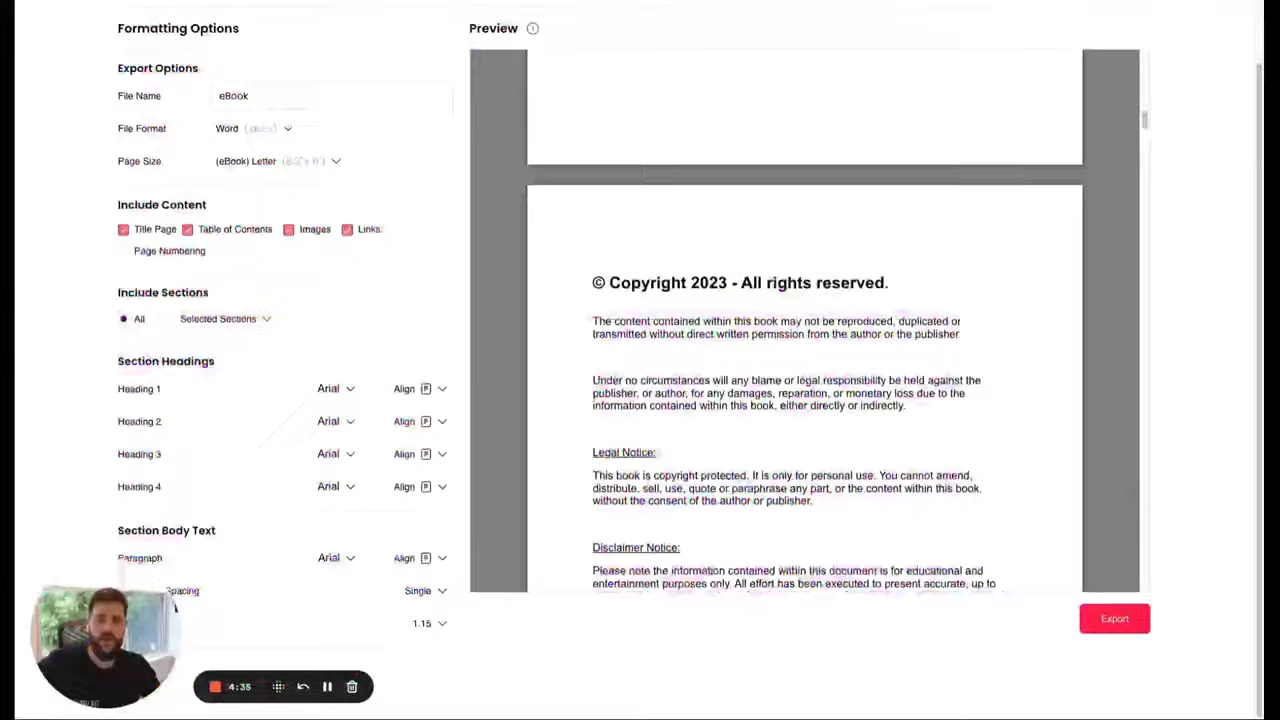 Formatting Options
Export Options
File Name eBook
File Format Word
Page Size (eBook) Letter
Include Content
Title Page Table of Contents Images Links
Page Numbering
Include Sections
All Selected Sections
Section Headings
Heading 1 Arial Align
Heading 2 Arial Align
Heading 3 Arial Align
Heading 4 Arial Align
Section Body Text
Paragraph Arial Align
Spacing Single
1.15
4:35
Preview
© Copyright 2023 - All rights reserved.
The content contained within this book may not be reproduced, duplicated or
transmitted without direct written permission from the author or the publisher
Under no circumstances will any blame or legal responsibility be held against the
publisher, or author, for any damages, reparation, or monetary loss due to the
information contained within this book, either directly or indirectly.
Legal Notice:
This book is copyright protected. It is only for personal use. You cannot amend,
distribute, sell, use, quote or paraphrase any part, or the content within this book,
without the consent of the author or publisher.
Disclaimer Notice:
Please note the information contained within this document is for educational and
entertainment purposes only. All effort has been executed to present accurate, up to
Export